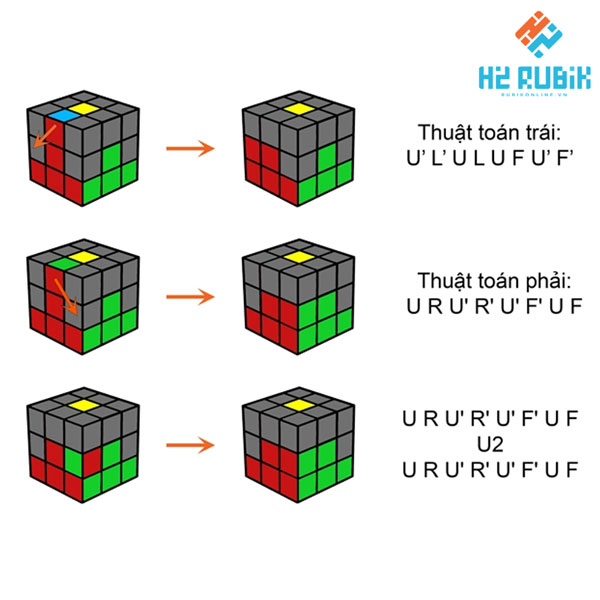 H2 RUBIK
RUBIKONLINE.VN
Thuật toán trái:
U’ L’ U L U F U’ F’
Thuật toán phải:
U R U' R' U' F' U F
U R U' R' U' F' U F
U2
U R U' R' U' F' U F